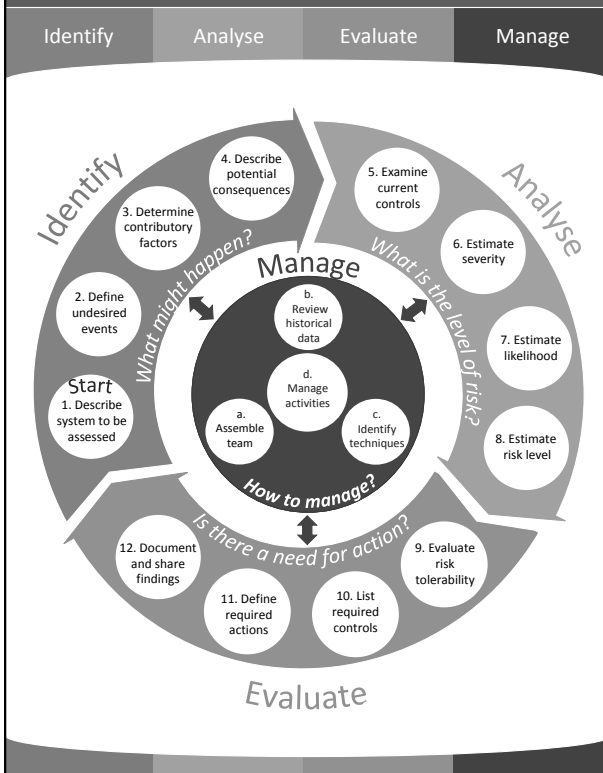 Identify
Analyse
Evaluate
Manage
Identify
What might happen?
Start
1. Describe
system to be
assessed
2. Define
undesired
events
3. Determine
contributory
factors
4. Describe
potential
consequences
Analyse
What is the level of risk?
5. Examine
current
controls
6. Estimate
severity
7. Estimate
likelihood
8. Estimate
risk level
Evaluate
Is there a need for action?
9. Evaluate
risk
tolerability
10. List
required
controls
11. Define
required
actions
12. Document
and share
findings
Manage
How to manage?
a.
Assemble
team
b.
Review
historical
data
c.
Identify
techniques
d.
Manage
activities